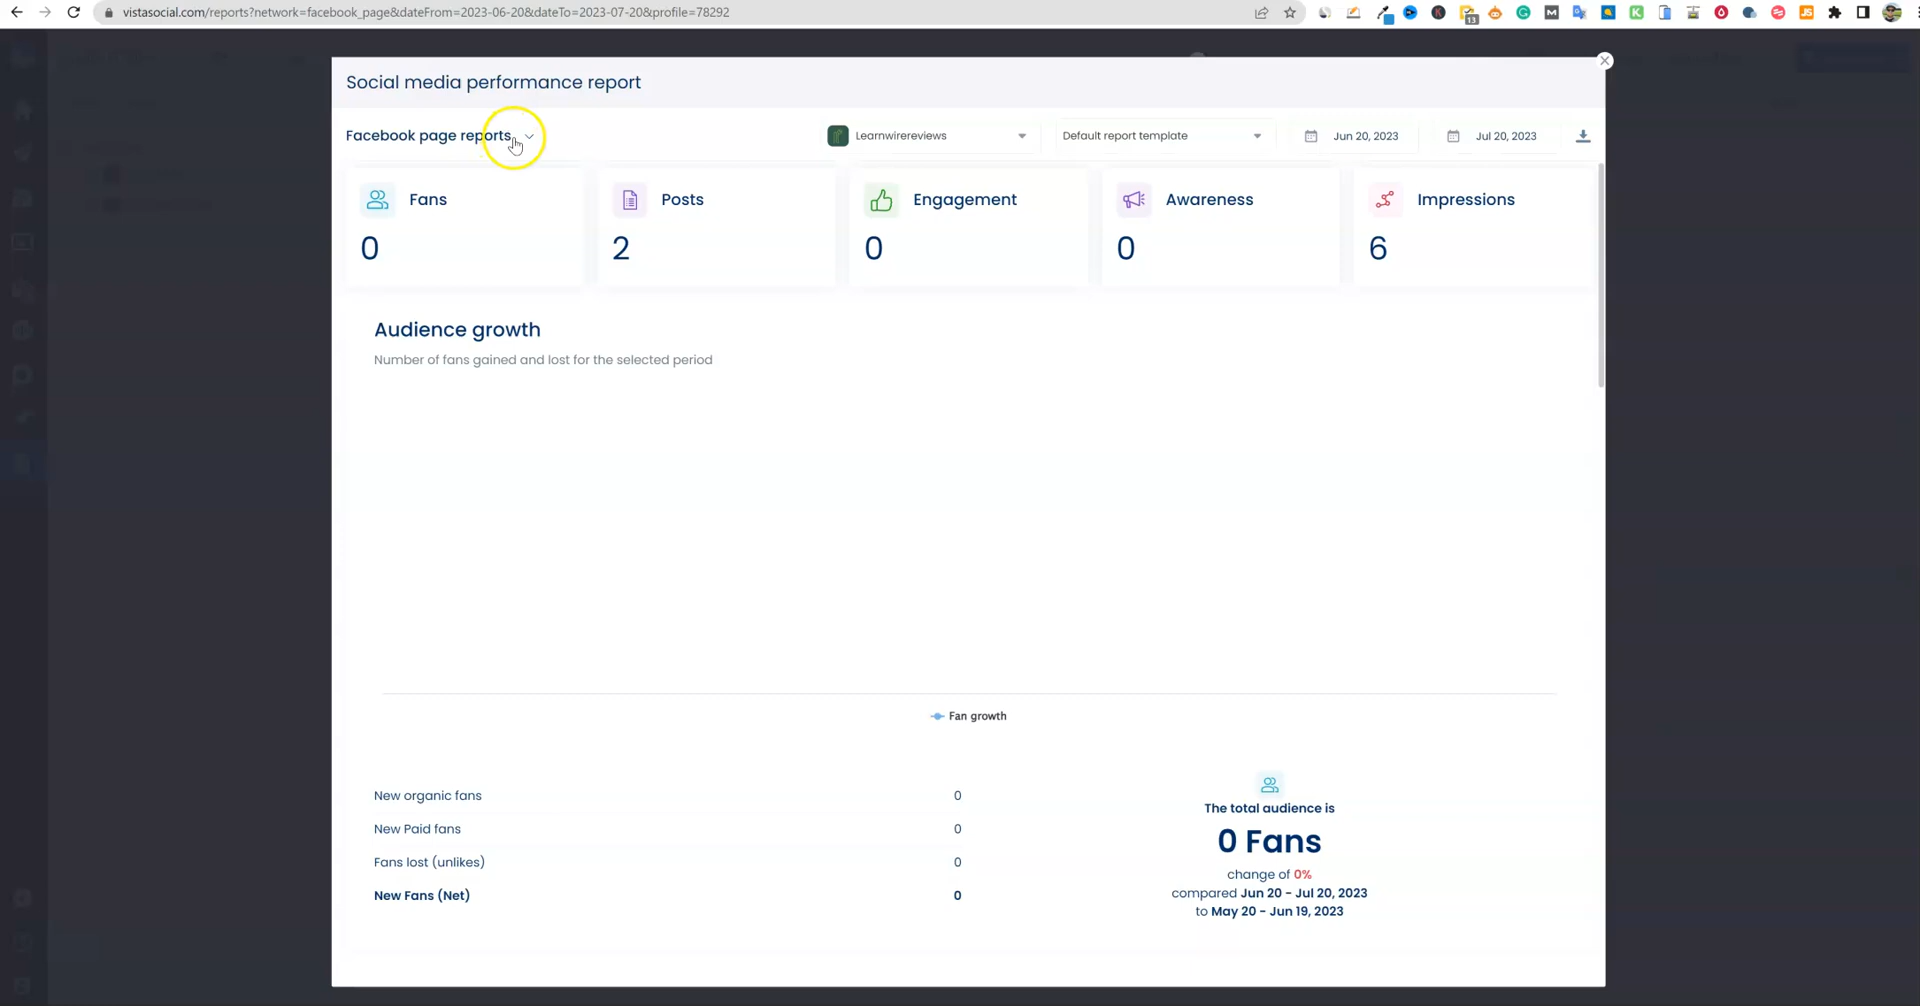 vistasocial.com/reports?network=facebook_page&dateFrom=2023-06-20&dateTo=2023-07-20&profile=78292
13
Social media performance report
Facebook page reports
Learnwirereviews
Default report template
Jun 20, 2023
Jul 20, 2023
Fans
0
Posts
2
Engagement
0
Awareness
0
Impressions
6
Audience growth
Number of fans gained and lost for the selected period
Fan growth
New organic fans 0
New Paid fans 0
Fans lost (unlikes) 0
New Fans (Net) 0
The total audience is
0 Fans
change of 0%
compared Jun 20 - Jul 20, 2023
to May 20 - Jun 19, 2023